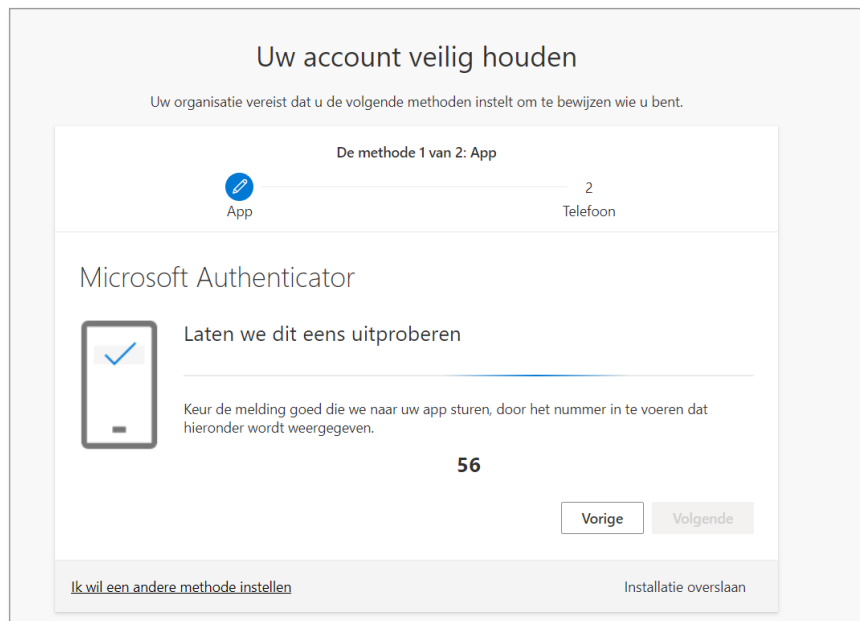 Uw account veilig houden
Uw organisatie vereist dat u de volgende methoden instelt om te bewijzen wie u bent.
De methode 1 van 2: App
2
App
Telefoon
Microsoft Authenticator
Laten we dit eens uitproberen
Keur de melding goed die we naar uw app sturen, door het nummer in te voeren dat
hieronder wordt weergegeven.
56
Vorige
Volgende
Ik wil een andere methode instellen
Installatie overslaan